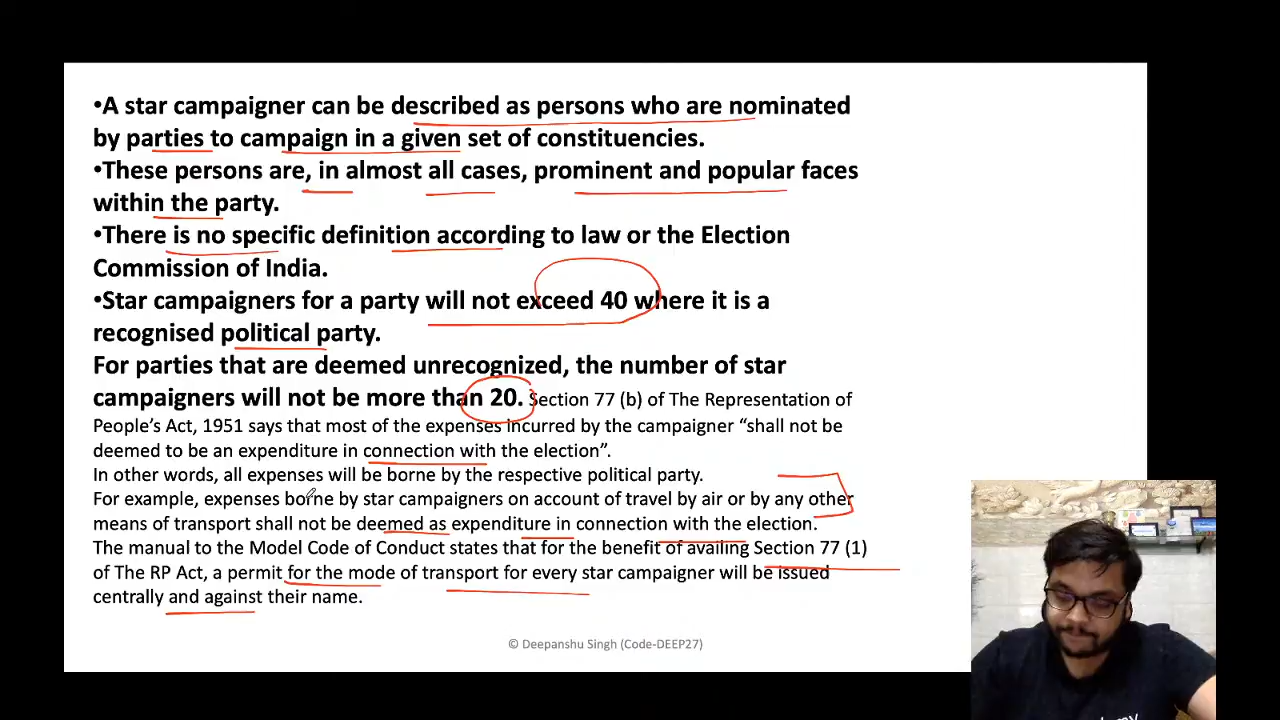 •A star campaigner can be described as persons who are nominated
by parties to campaign in a given set of constituencies.
•These persons are, in almost all cases, prominent and popular faces
within the party.
•There is no specific definition according to law or the Election
Commission of India.
•Star campaigners for a party will not exceed 40 where it is a
recognised political party.
For parties that are deemed unrecognized, the number of star
campaigners will not be more than 20. Section 77 (b) of The Representation of
People’s Act, 1951 says that most of the expenses incurred by the campaigner “shall not be
deemed to be an expenditure in connection with the election”.
In other words, all expenses will be borne by the respective political party.
For example, expenses borne by star campaigners on account of travel by air or by any other
means of transport shall not be deemed as expenditure in connection with the election.
The manual to the Model Code of Conduct states that for the benefit of availing Section 77 (1)
of The RP Act, a permit for the mode of transport for every star campaigner will be issued
centrally and against their name.
© Deepanshu Singh (Code-DEEP27)